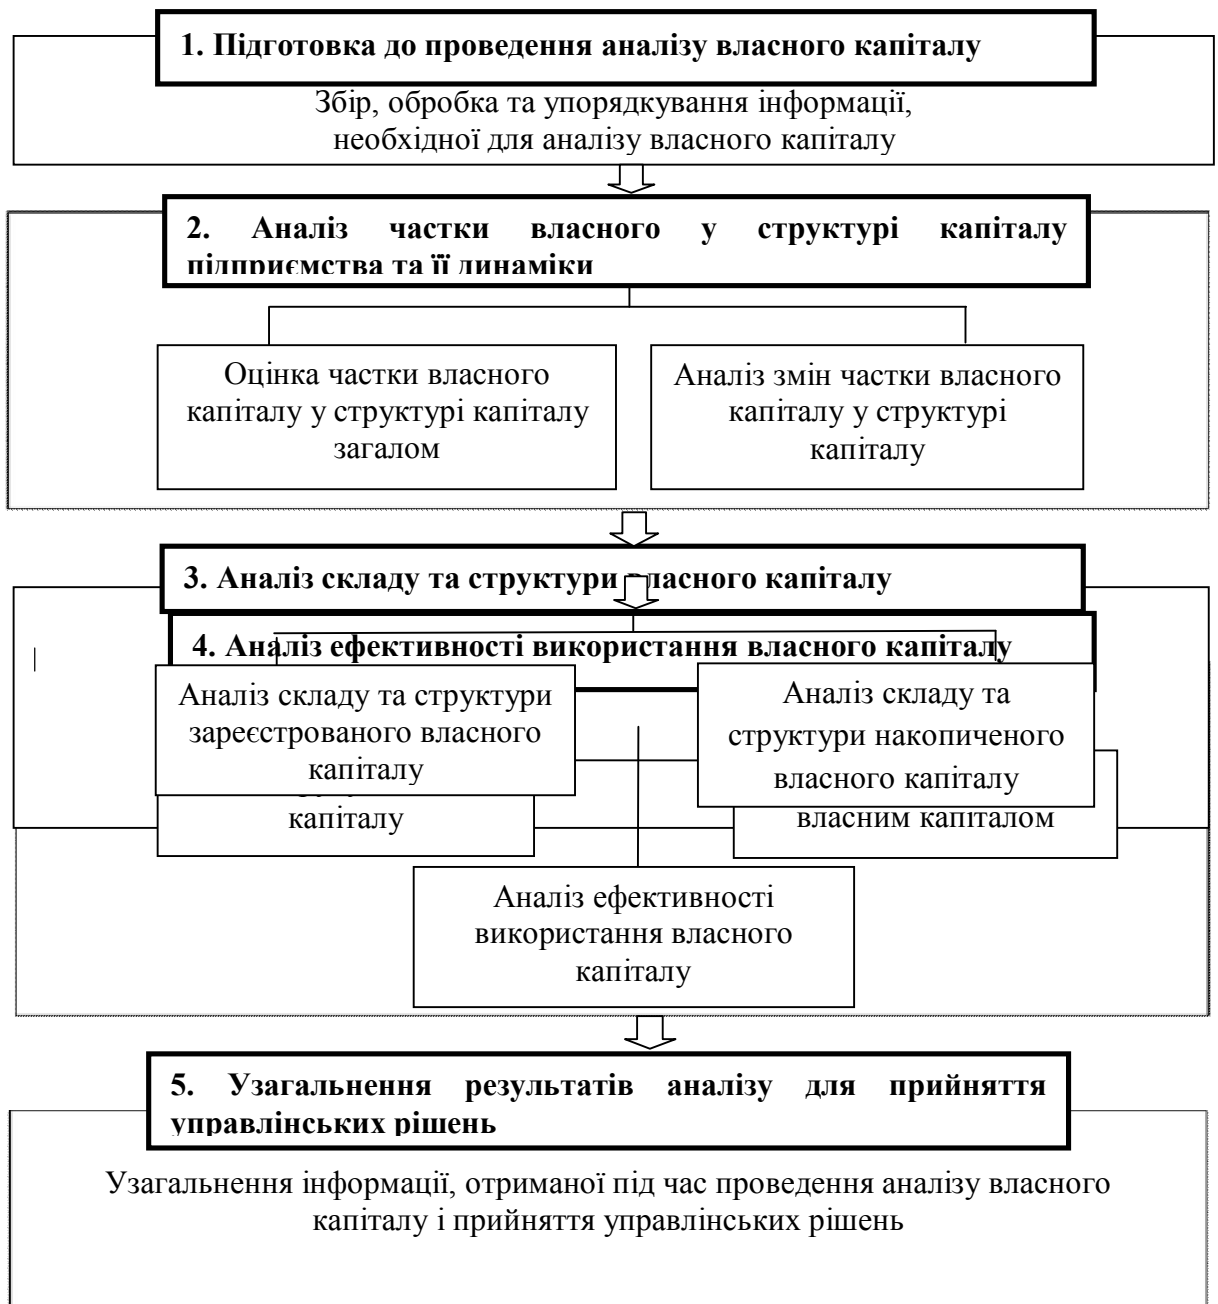 1. Підготовка до проведення аналізу власного капіталу
Збір, обробка та упорядкування інформації,
необхідної для аналізу власного капіталу
2. Аналіз частки власного у структурі капіталу
підприємства та її динаміки
Оцінка частки власного
капіталу у структурі капіталу
загалом
Аналіз змін частки власного
капіталу у структурі
капіталу
3. Аналіз складу та структури власного капіталу
4. Аналіз ефективності використання власного капіталу
Аналіз складу та структури
зареєстрованого власного
капіталу
Аналіз складу та
структури накопиченого
власного капіталу
капіталу
власним капіталом
Аналіз ефективності
використання власного
капіталу
5. Узагальнення результатів аналізу для прийняття
управлінських рішень
Узагальнення інформації, отриманої під час проведення аналізу власного
капіталу і прийняття управлінських рішень